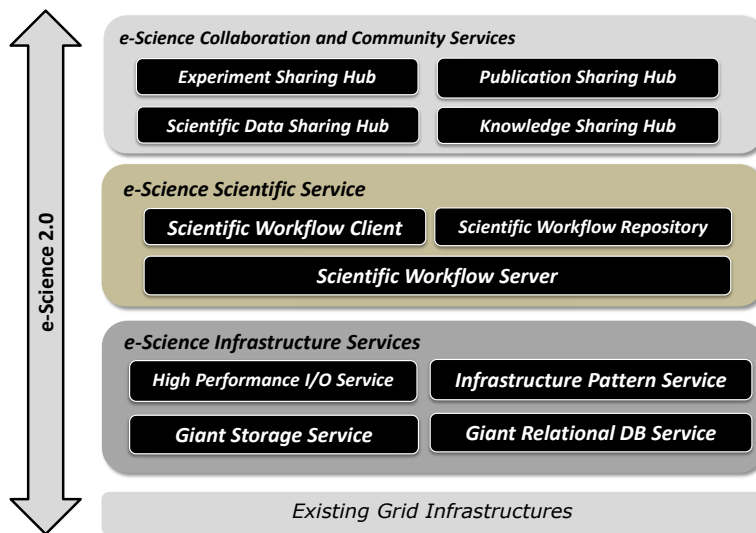 e-Science 2.0
e-Science Collaboration and Community Services
Experiment Sharing Hub
Publication Sharing Hub
Scientific Data Sharing Hub
Knowledge Sharing Hub
e-Science Scientific Service
Scientific Workflow Client
Scientific Workflow Repository
Scientific Workflow Server
e-Science Infrastructure Services
High Performance I/O Service
Infrastructure Pattern Service
Giant Storage Service
Giant Relational DB Service
Existing Grid Infrastructures